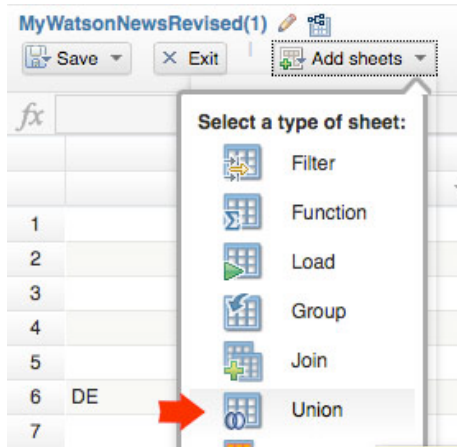 MyWatsonNewsRevised(1)
Save Exit Add sheets
fx
Select a type of sheet:
Filter
Function
1
2
Load
3
Group
4
5
Join
6 DE
Union
7